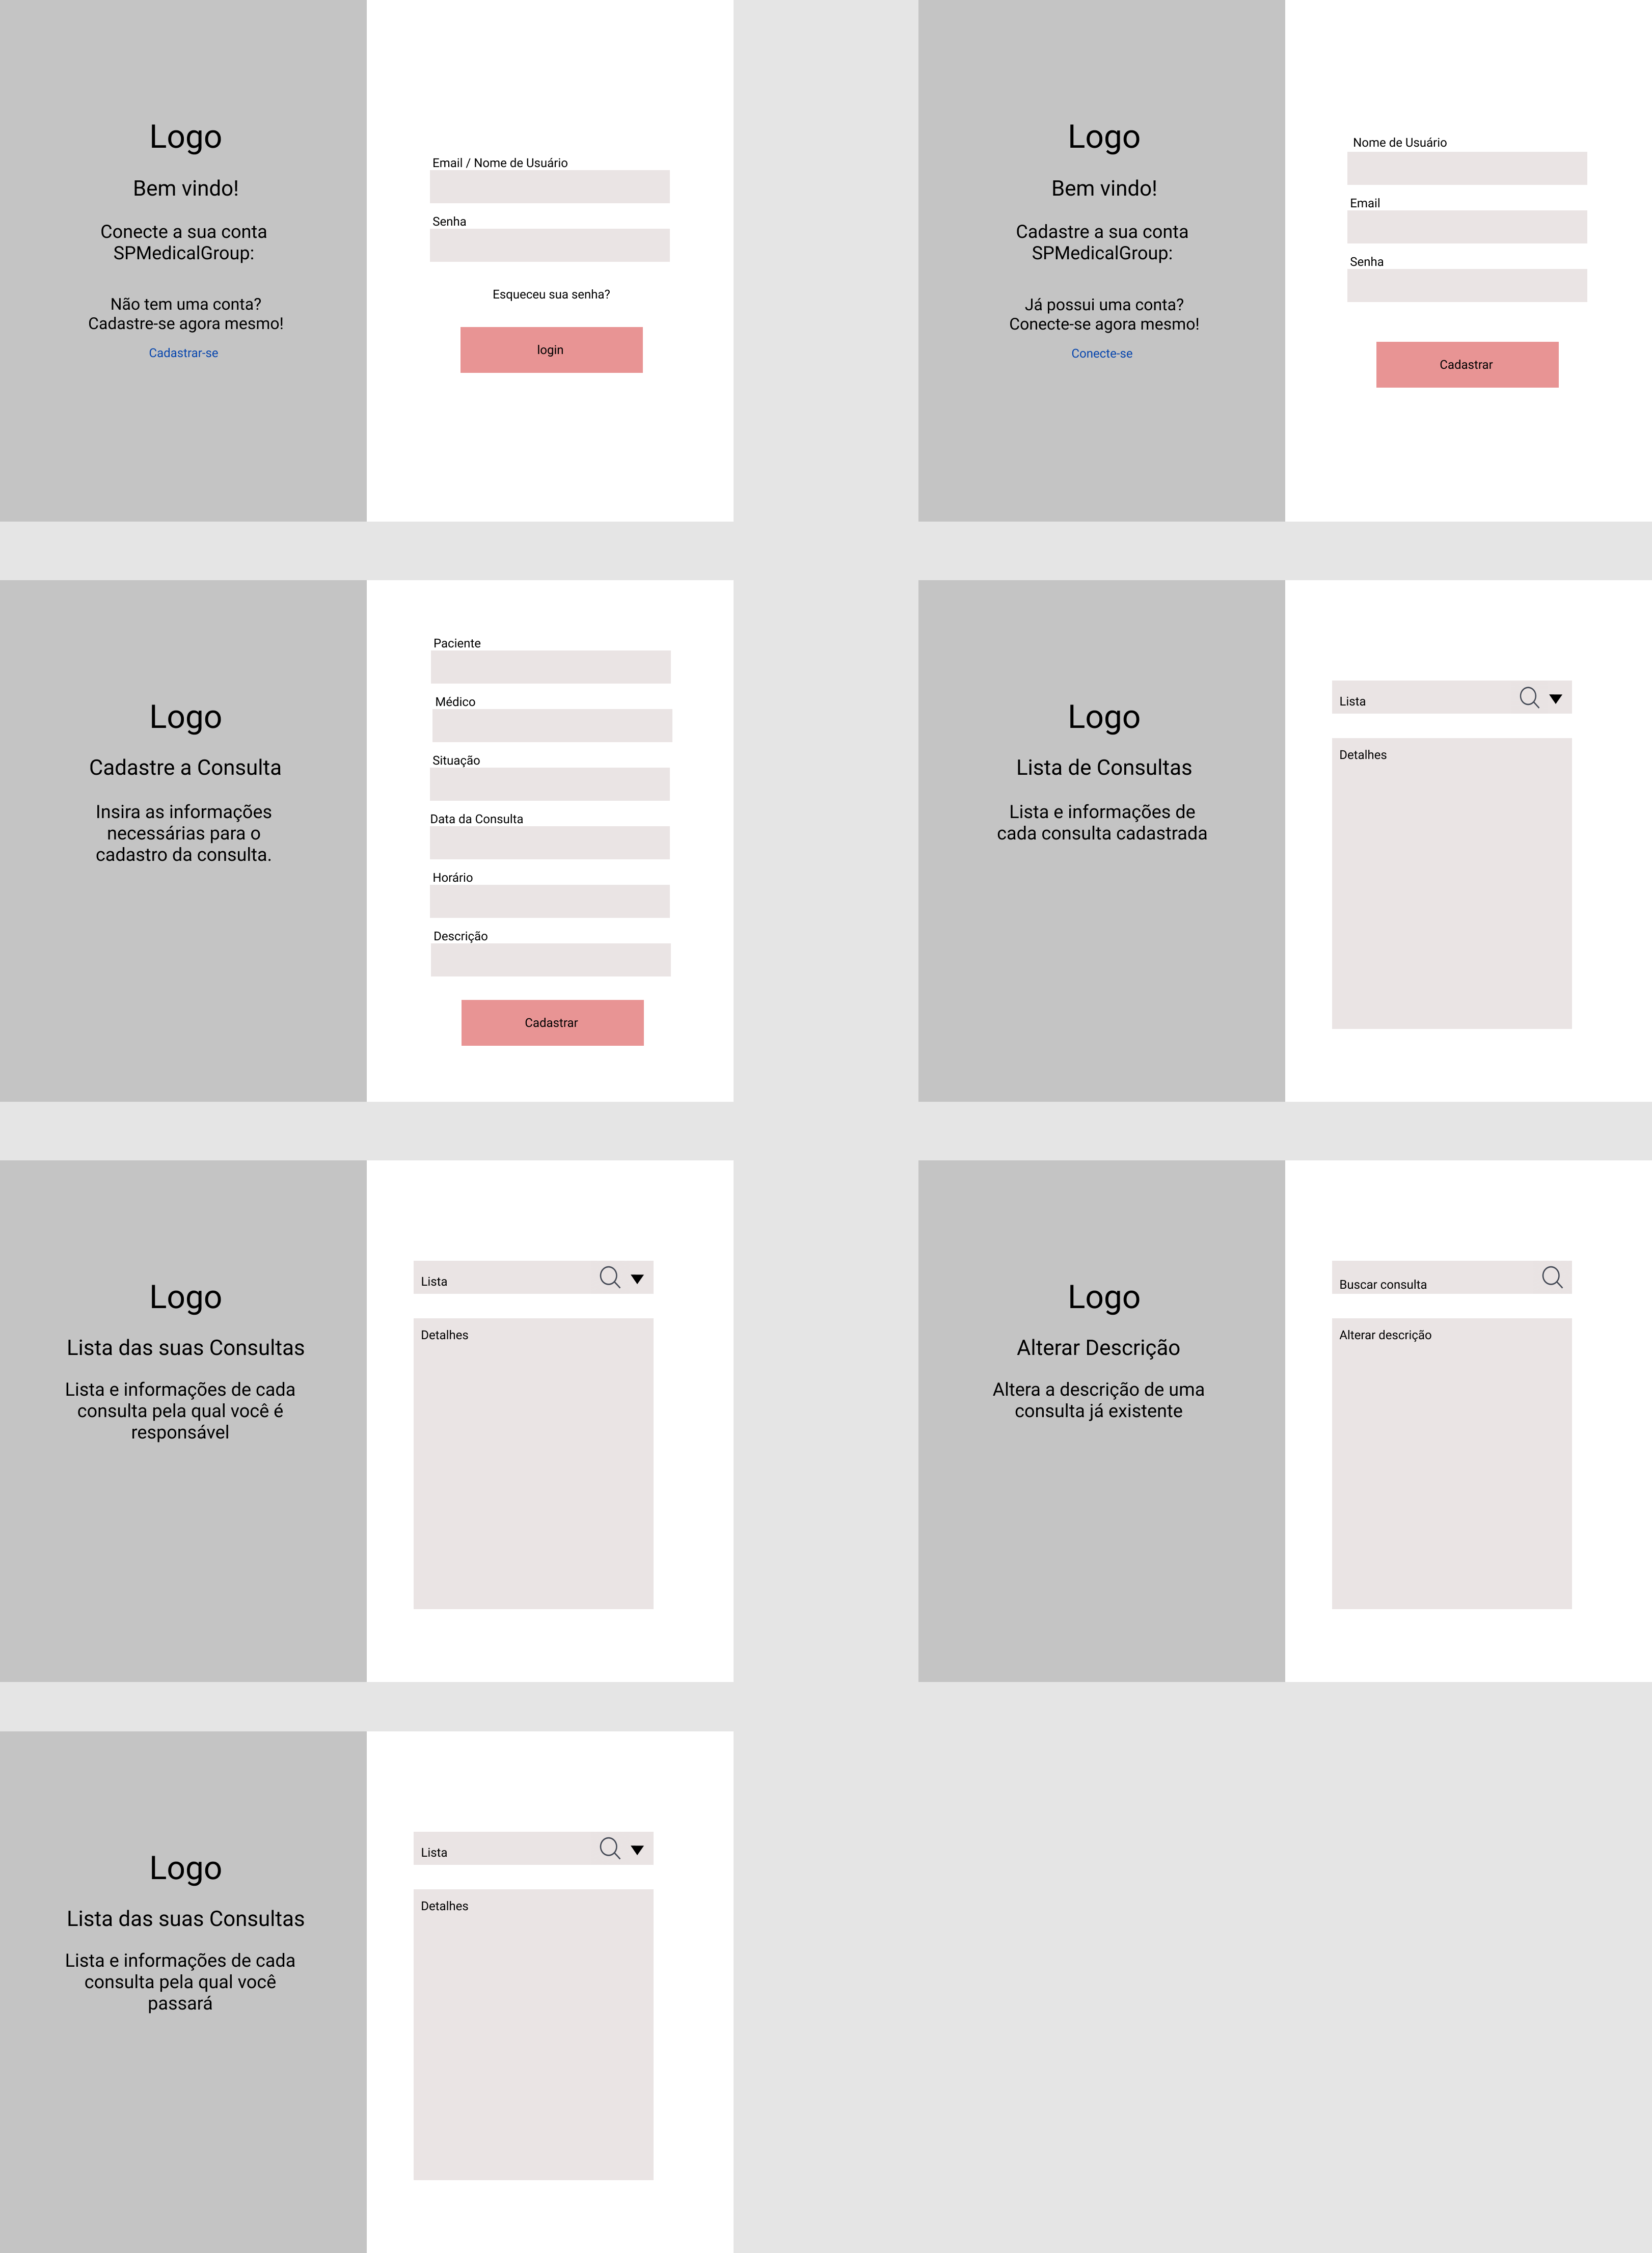 Logo
Bem vindo!
Conecte a sua conta
SPMedicalGroup:
Não tem uma conta?
Cadastre-se agora mesmo!
Cadastrar-se
Email / Nome de Usuário
Senha
Esqueceu sua senha?
login
Logo
Bem vindo!
Cadastre a sua conta
SPMedicalGroup:
Já possui uma conta?
Conecte-se agora mesmo!
Conecte-se
Nome de Usuário
Email
Senha
Cadastrar
Logo
Cadastre a Consulta
Insira as informações
necessárias para o
cadastro da consulta.
Paciente
Médico
Situação
Data da Consulta
Horário
Descrição
Cadastrar
Logo
Lista de Consultas
Lista e informações de
cada consulta cadastrada
Lista
Detalhes
Logo
Lista das suas Consultas
Lista e informações de cada
consulta pela qual você é
responsável
Lista
Detalhes
Logo
Alterar Descrição
Altera a descrição de uma
consulta já existente
Buscar consulta
Alterar descrição
Logo
Lista das suas Consultas
Lista e informações de cada
consulta pela qual você
passará
Lista
Detalhes